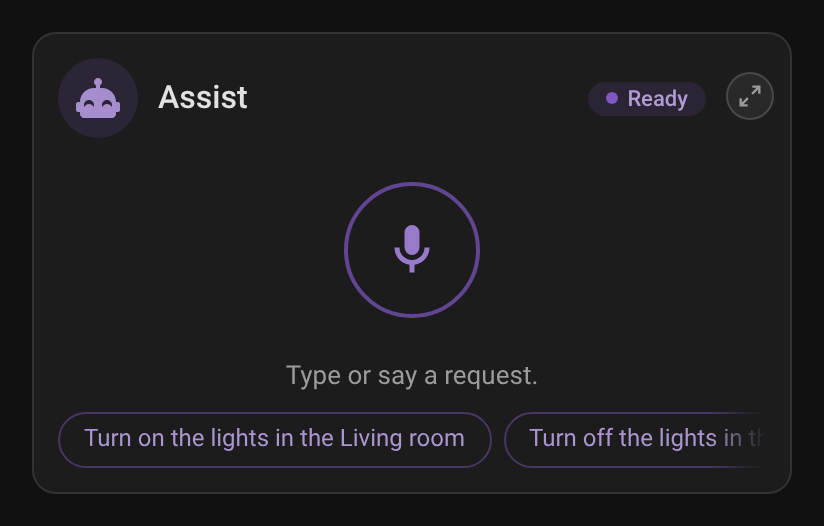 Assist
Ready
Type or say a request.
Turn on the lights in the Living room
Turn off the lights in